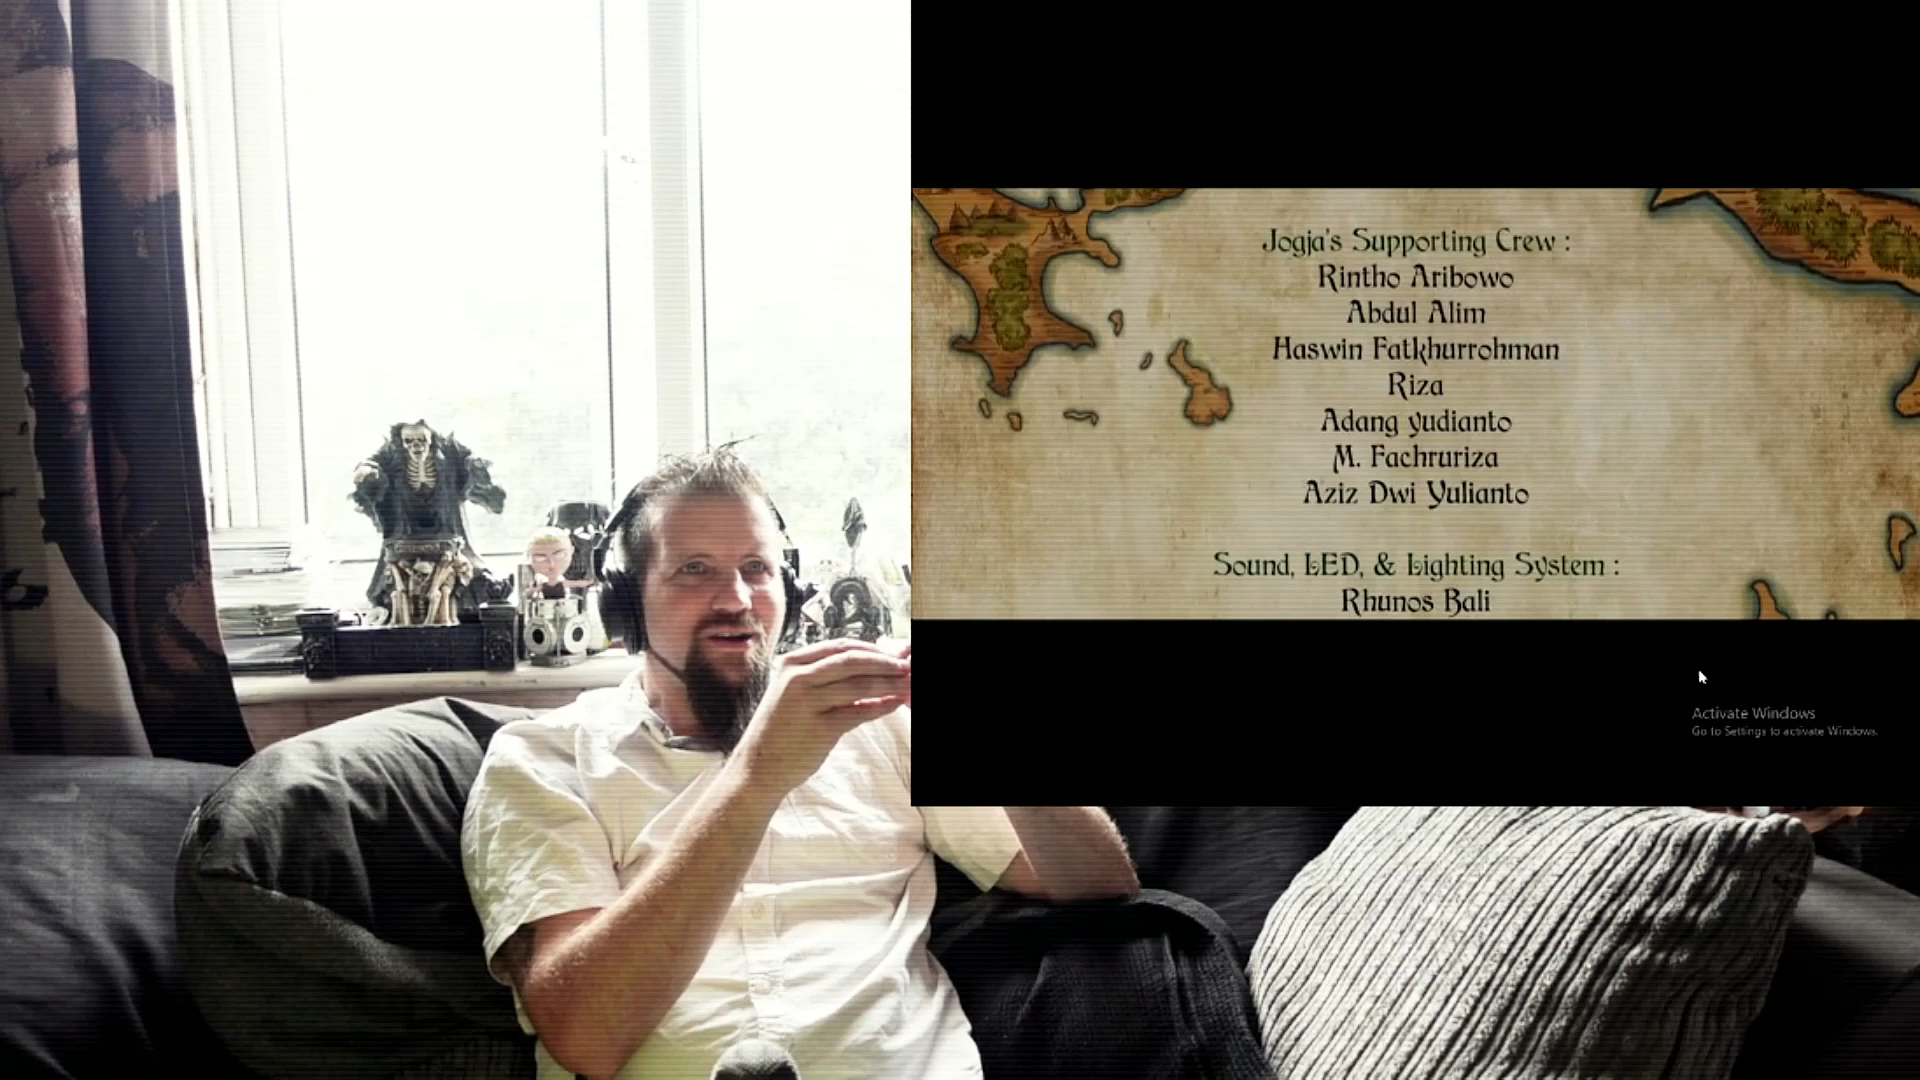 Jogja's Supporting Crew :
Rintho Aribowo
Abdul Alim
Haswin Fatkhurrohman
Riza
Adang yudianto
M. Fachruriza
Aziz Dwi Yulianto
Sound, LED, & Lighting System :
Rhunos Bali
Activate Windows
Go to Settings to activate Windows.